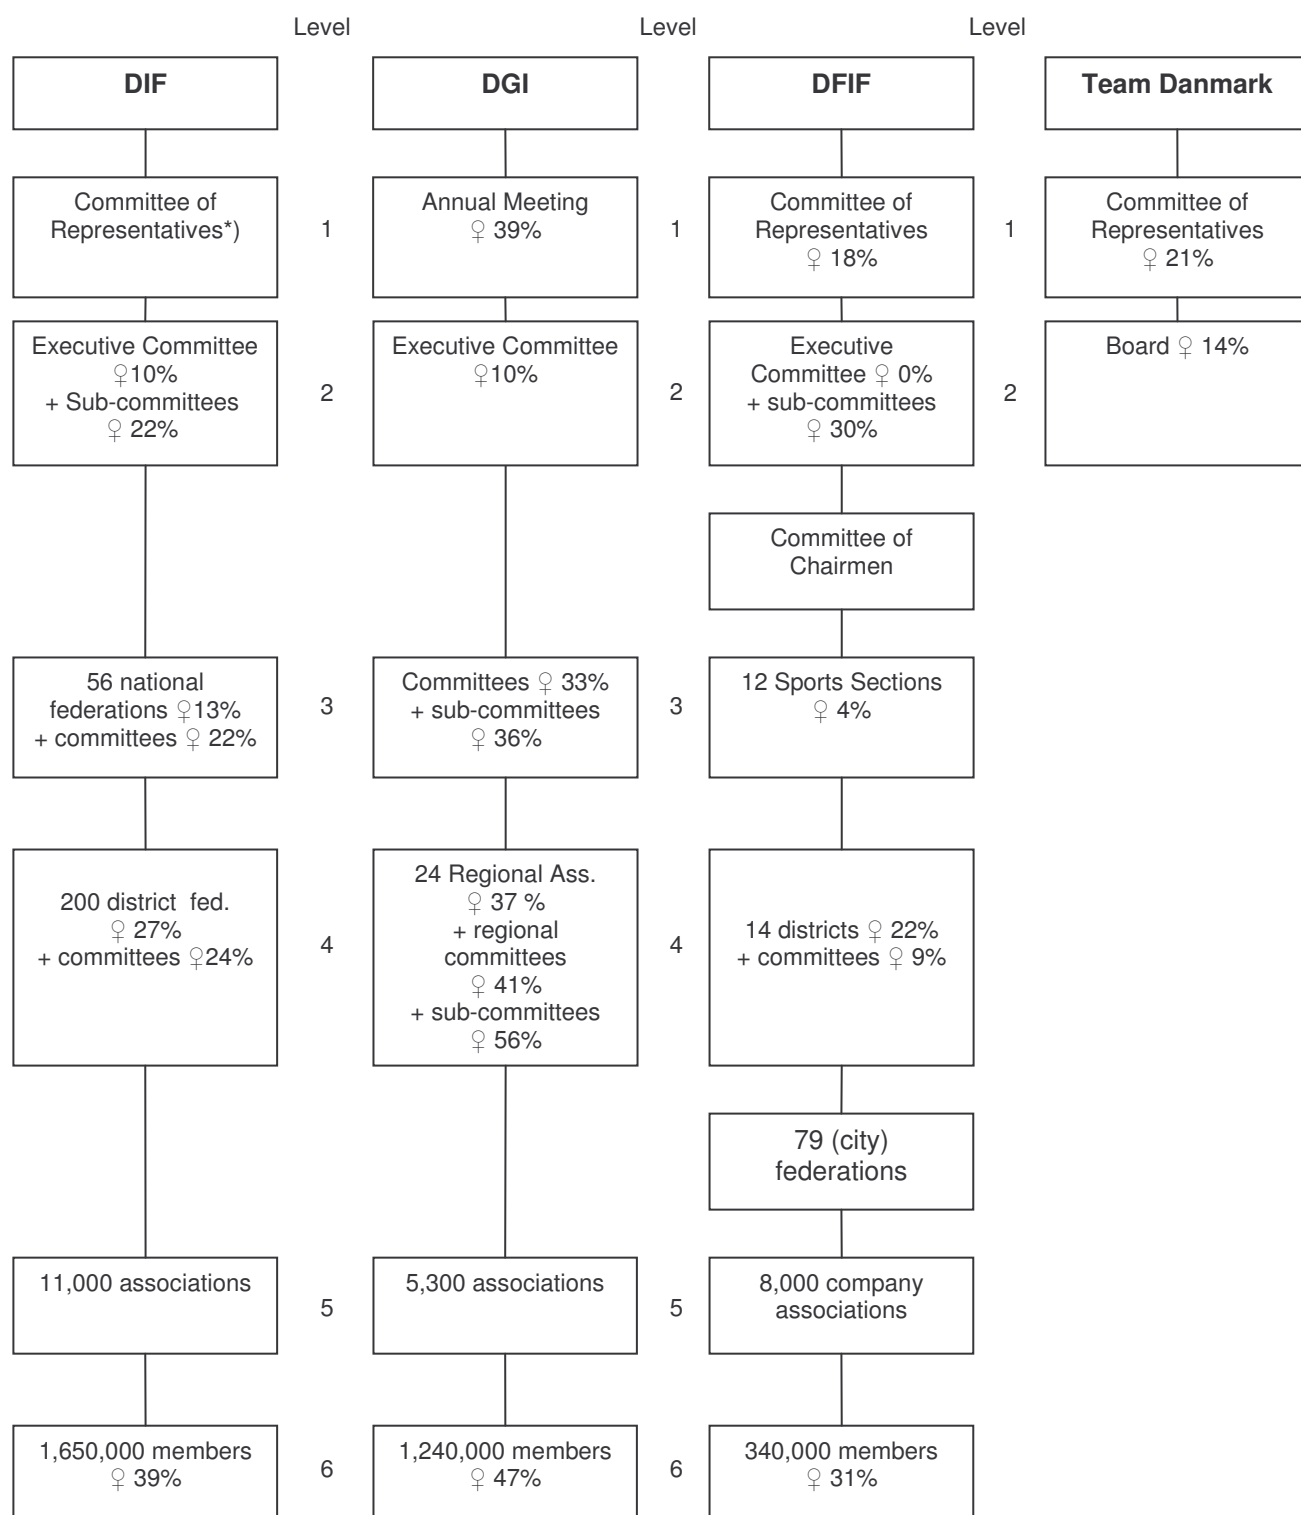 Level Level Level
DIF DGI DFIF Team Danmark
Committee of
Representatives*)
1
Annual Meeting
♀ 39%
1
Committee of
Representatives
♀ 18%
1
Committee of
Representatives
♀ 21%
Executive Committee
♀10%
+ Sub-committees
♀ 22%
2
Executive Committee
♀10%
2
Executive
Committee ♀ 0%
+ sub-committees
♀ 30%
2
Board ♀ 14%
Committee of
Chairmen
56 national
federations ♀13%
+ committees ♀ 22%
3
Committees ♀ 33%
+ sub-committees
♀ 36%
3
12 Sports Sections
♀ 4%
200 district fed.
♀ 27%
+ committees ♀24%
4
24 Regional Ass.
♀ 37 %
+ regional
committees
♀ 41%
+ sub-committees
♀ 56%
4
14 districts ♀ 22%
+ committees ♀ 9%
79 (city)
federations
11,000 associations
5
5,300 associations
5
8,000 company
associations
1,650,000 members
♀ 39%
6
1,240,000 members
♀ 47%
6
340,000 members
♀ 31%